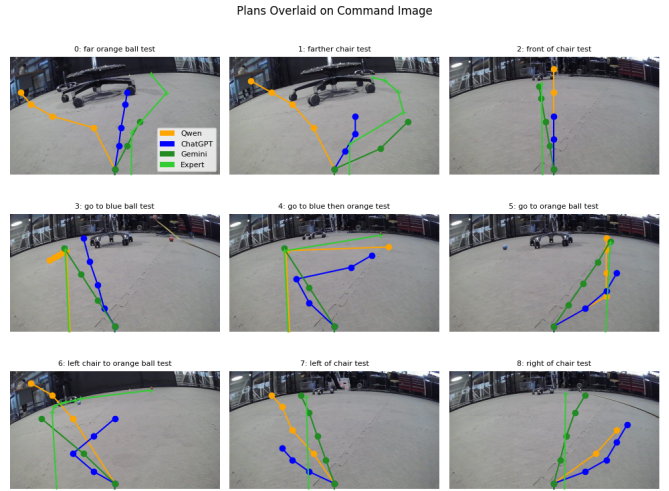 Plans Overlaid on Command Image
0: far orange ball test
1: farther chair test
2: front of chair test
Qwen
ChatGPT
Gemini
Expert
3: go to blue ball test
4: go to blue then orange test
5: go to orange ball test
6: left chair to orange ball test
7: left of chair test
8: right of chair test